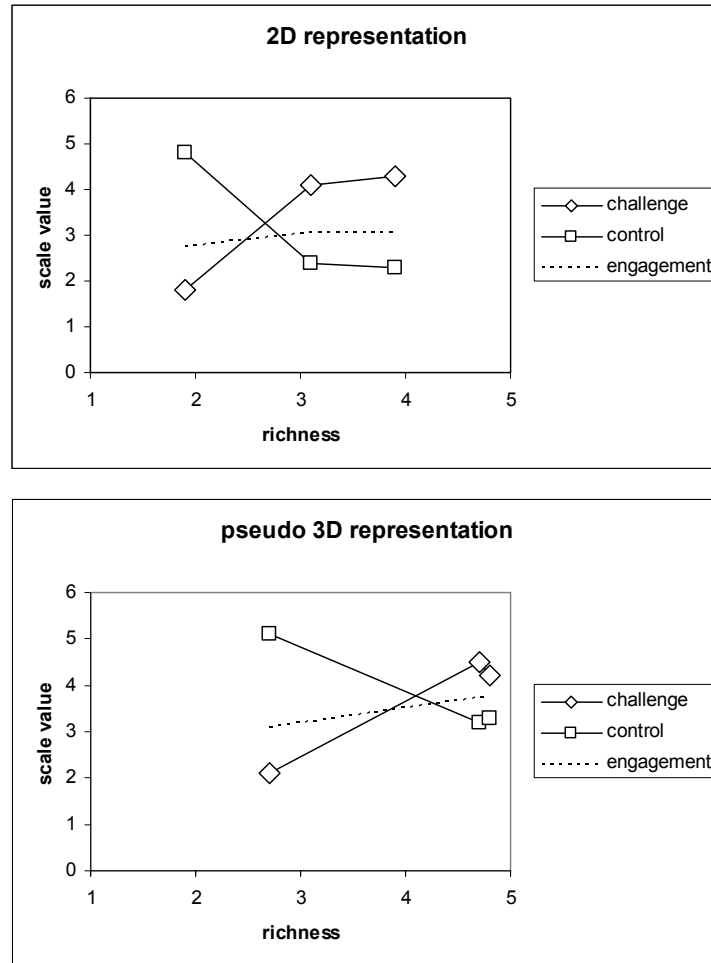 2D representation
6
5
4
3
2
1
0
scale value
1 2 3 4 5
richness
challenge
control
engagement
pseudo 3D representation
6
5
4
3
2
1
0
scale value
1 2 3 4 5
richness
challenge
control
engagement